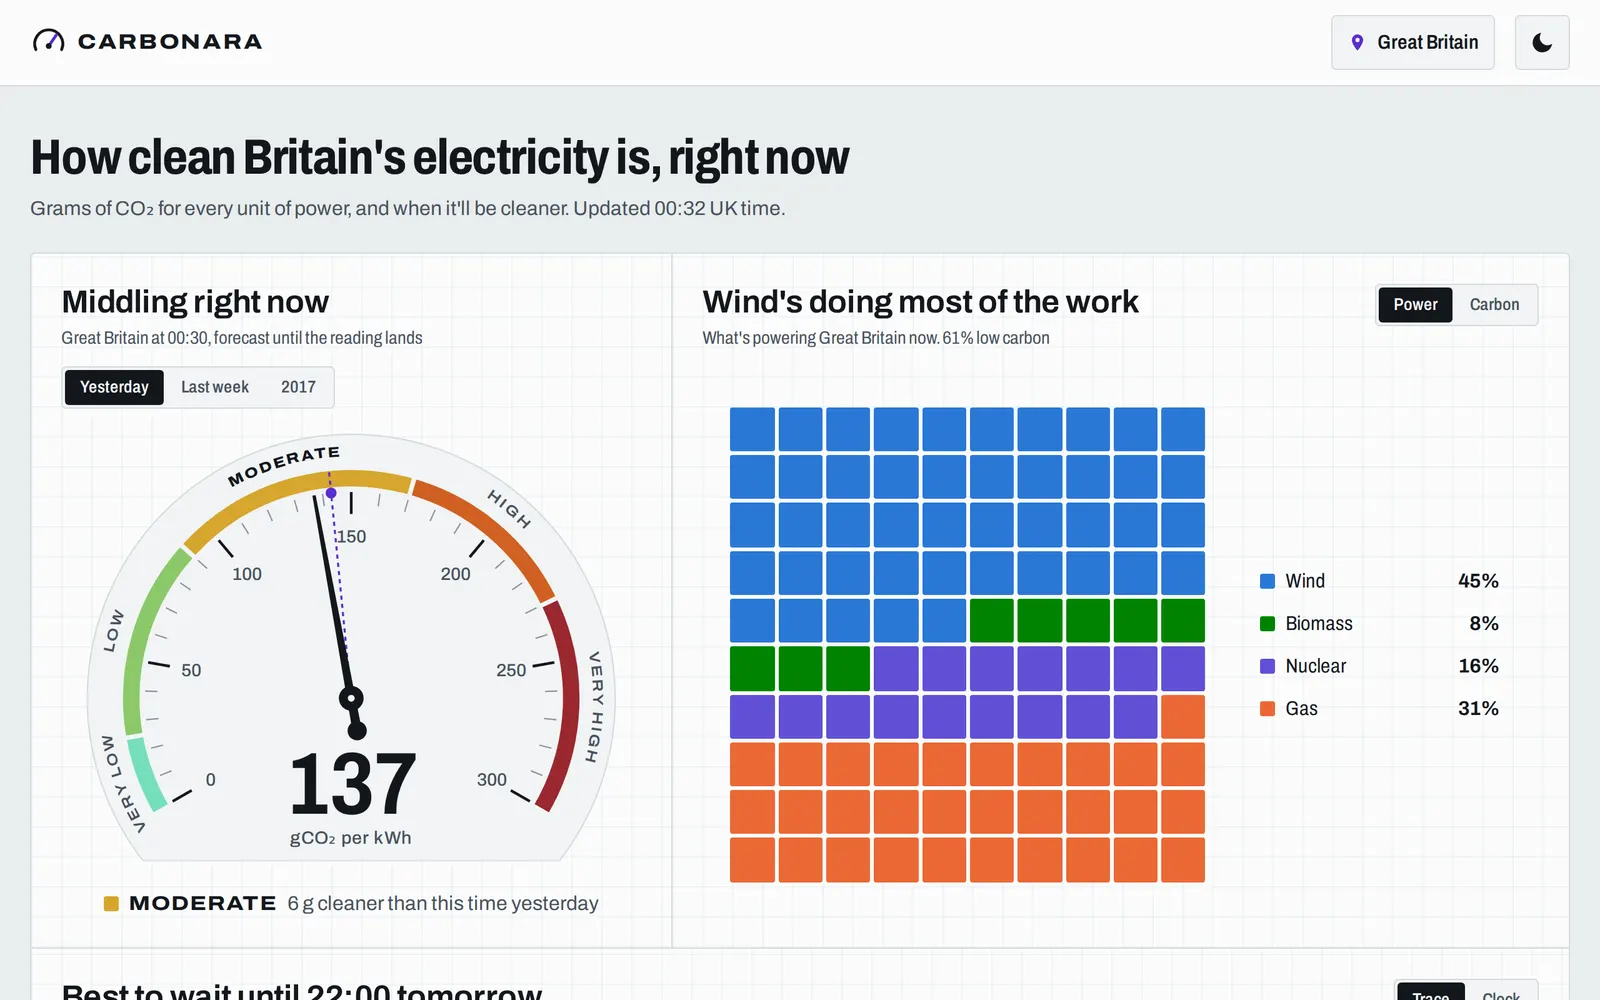 CARBONARA
Great Britain
How clean Britain's electricity is, right now
Grams of CO₂ for every unit of power, and when it'll be cleaner. Updated 00:32 UK time.
Middling right now
Great Britain at 00:30, forecast until the reading lands
Yesterday Last week 2017
VERY LOW
LOW
MODERATE
HIGH
VERY HIGH
0
50
100
150
200
250
300
137
gCO₂ per kWh
MODERATE 6 g cleaner than this time yesterday
Wind's doing most of the work
What's powering Great Britain now. 61% low carbon
Power Carbon
Wind 45%
Biomass 8%
Nuclear 16%
Gas 31%
Best to wait until 22:00 tomorrow
Trace Clock